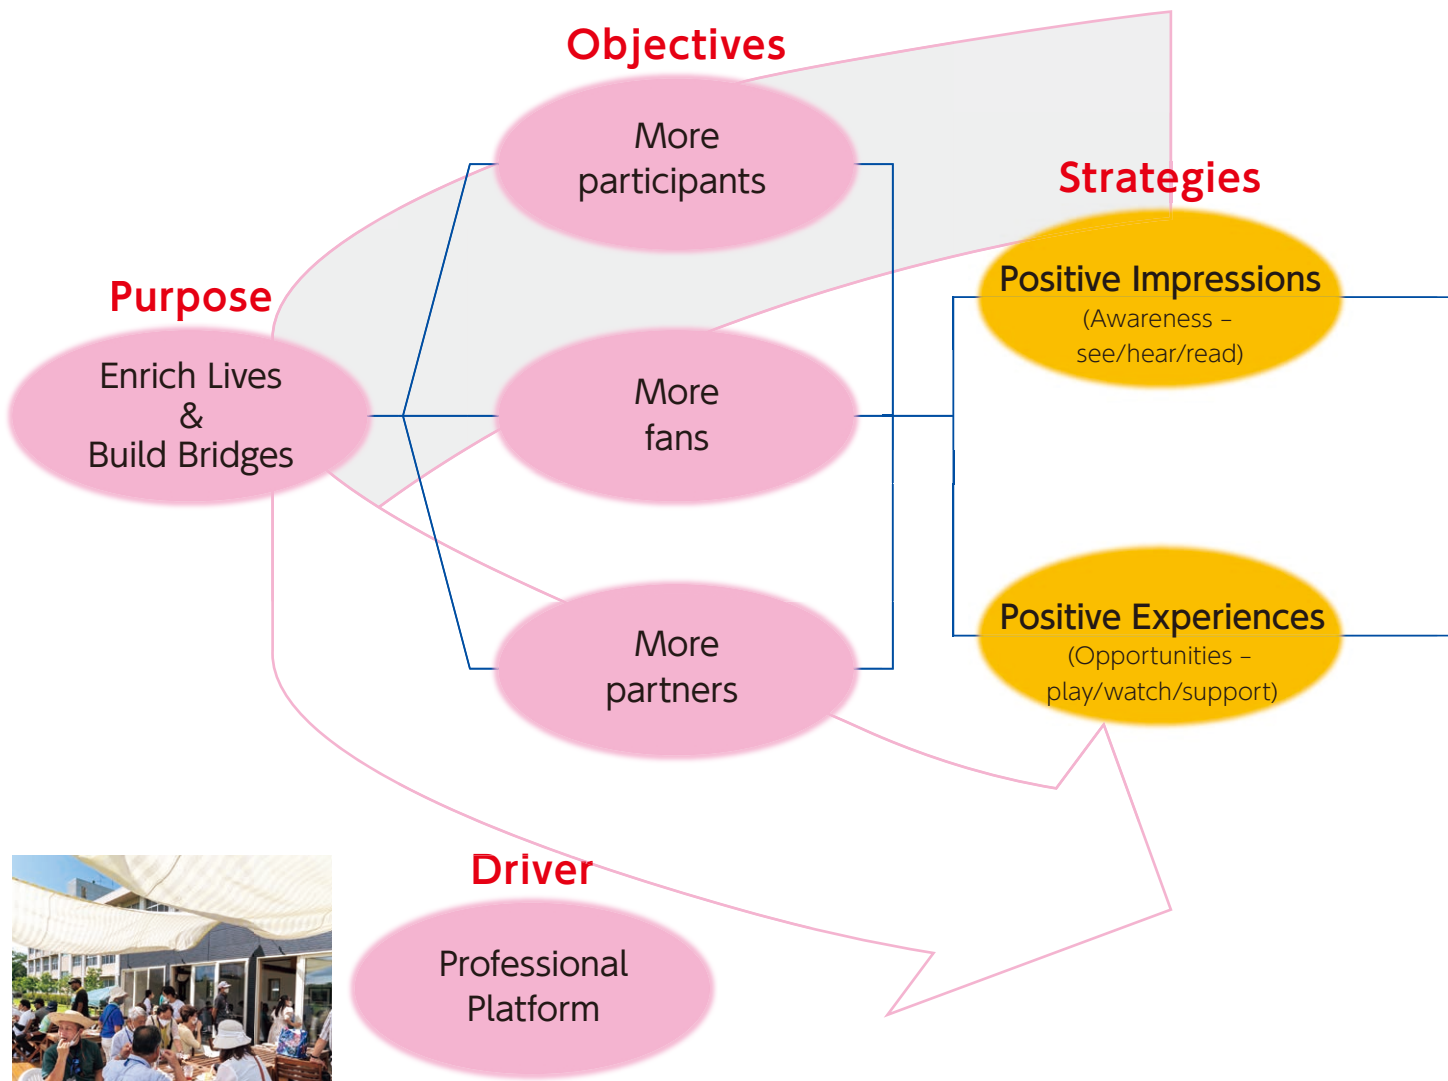 Objectives
More
participants
Strategies
Positive Impressions
(Awareness –
see/hear/read)
Purpose
Enrich Lives
&
Build Bridges
More
fans
Positive Experiences
(Opportunities –
play/watch/support)
More
partners
Driver
Professional
Platform